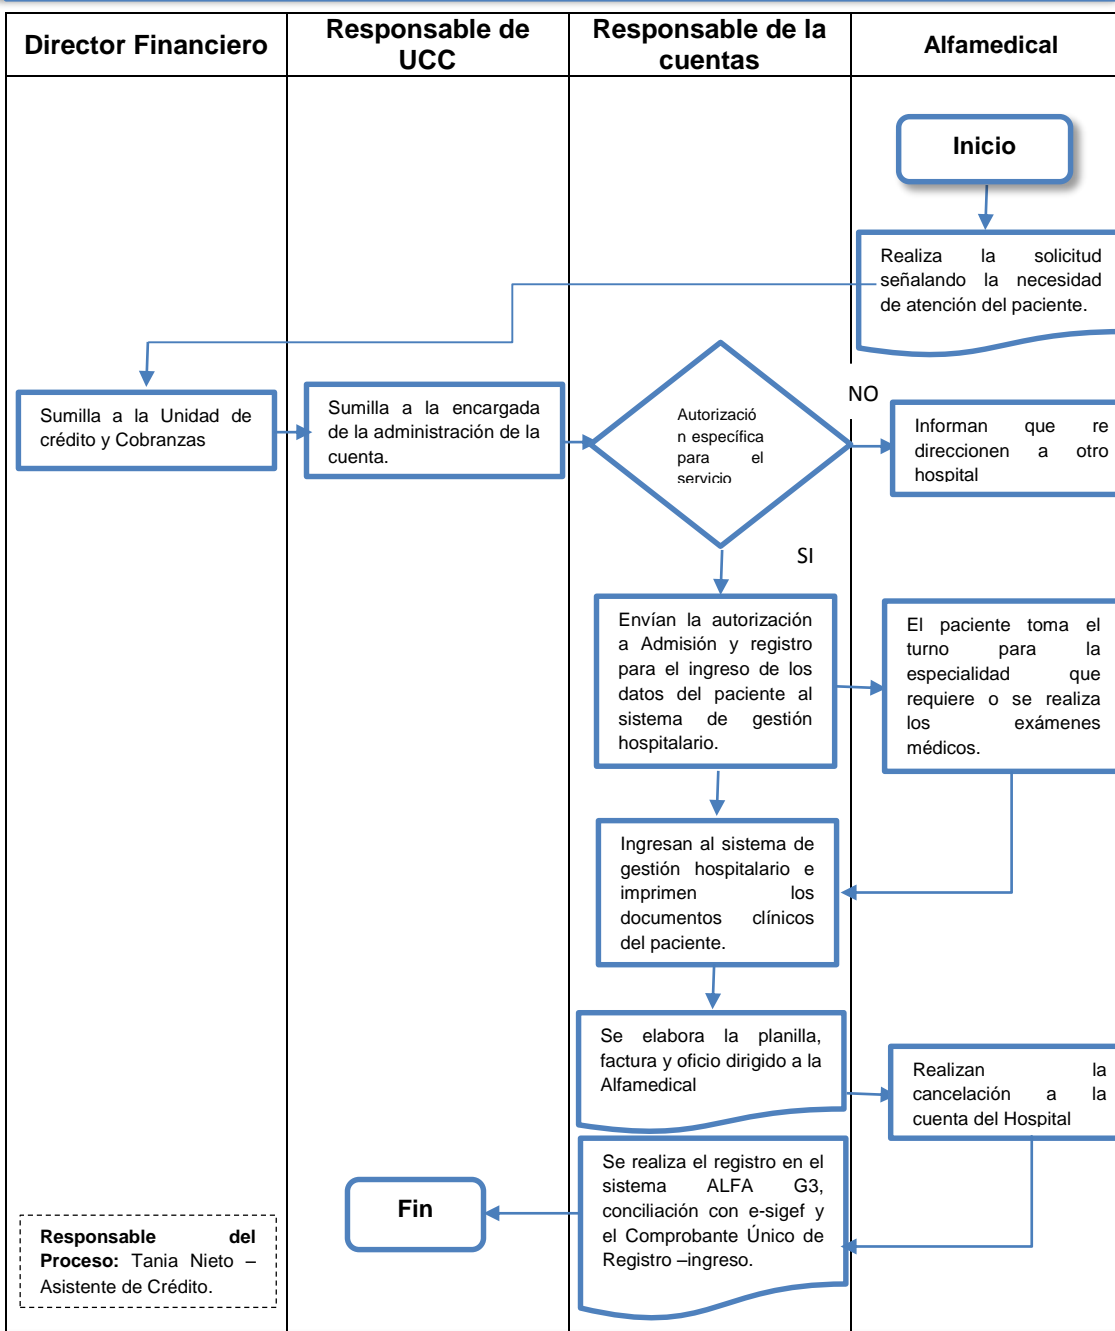 Director Financiero
Responsable de
UCC
Responsable de la
cuentas
Alfamedical
Inicio
Realiza la solicitud
señalando la necesidad
de atención del paciente.
Sumilla a la Unidad de
crédito y Cobranzas
Sumilla a la encargada
de la administración de la
cuenta.
Autorizació
n específica
para el
servicio
NO
Informan que re
direccionen a otro
hospital
SI
Envían la autorización
a Admisión y registro
para el ingreso de los
datos del paciente al
sistema de gestión
hospitalario.
El paciente toma el
turno para la
especialidad que
requiere o se realiza
los exámenes
médicos.
Ingresan al sistema de
gestión hospitalario e
imprimen los
documentos clínicos
del paciente.
Se elabora la planilla,
factura y oficio dirigido a la
Alfamedical
Realizan la
cancelación a la
cuenta del Hospital
Se realiza el registro en el
sistema ALFA G3,
conciliación con e-sigef y
el Comprobante Único de
Registro –ingreso.
Fin
Responsable del
Proceso: Tania Nieto –
Asistente de Crédito.